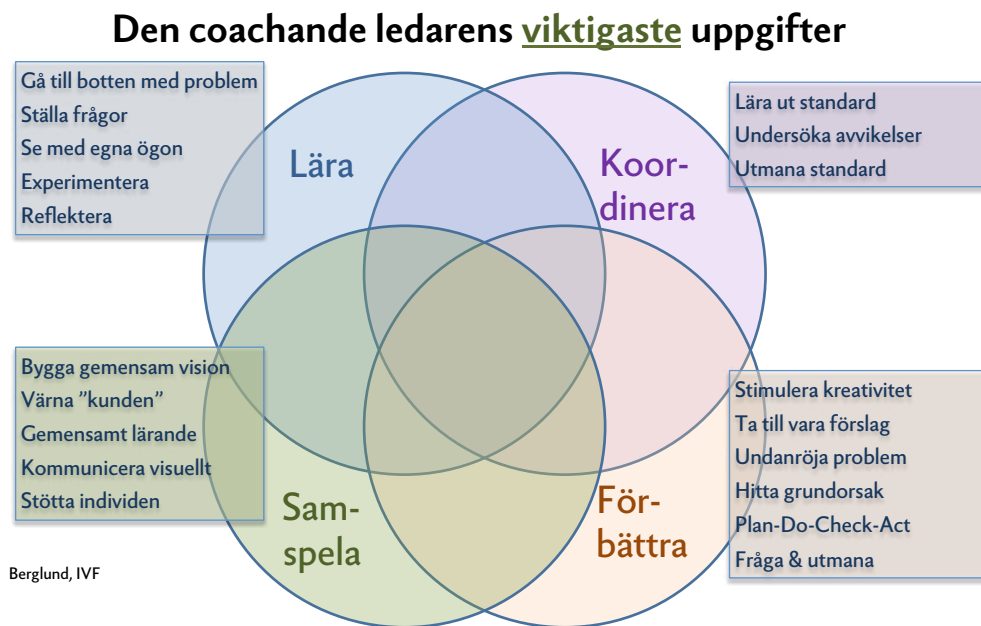 Den coachande ledarens viktigaste uppgifter
Gå till botten med problem
Ställa frågor
Se med egna ögon
Experimentera
Reflektera
Lära
Koor-
dinera
Lära ut standard
Undersöka avvikelser
Utmana standard
Bygga gemensam vision
Värna ”kunden”
Gemensamt lärande
Kommunicera visuellt
Stötta individen
Sam-
spela
För-
bättra
Stimulera kreativitet
Ta till vara förslag
Undanröja problem
Hitta grundorsak
Plan-Do-Check-Act
Fråga & utmana
Berglund, IVF